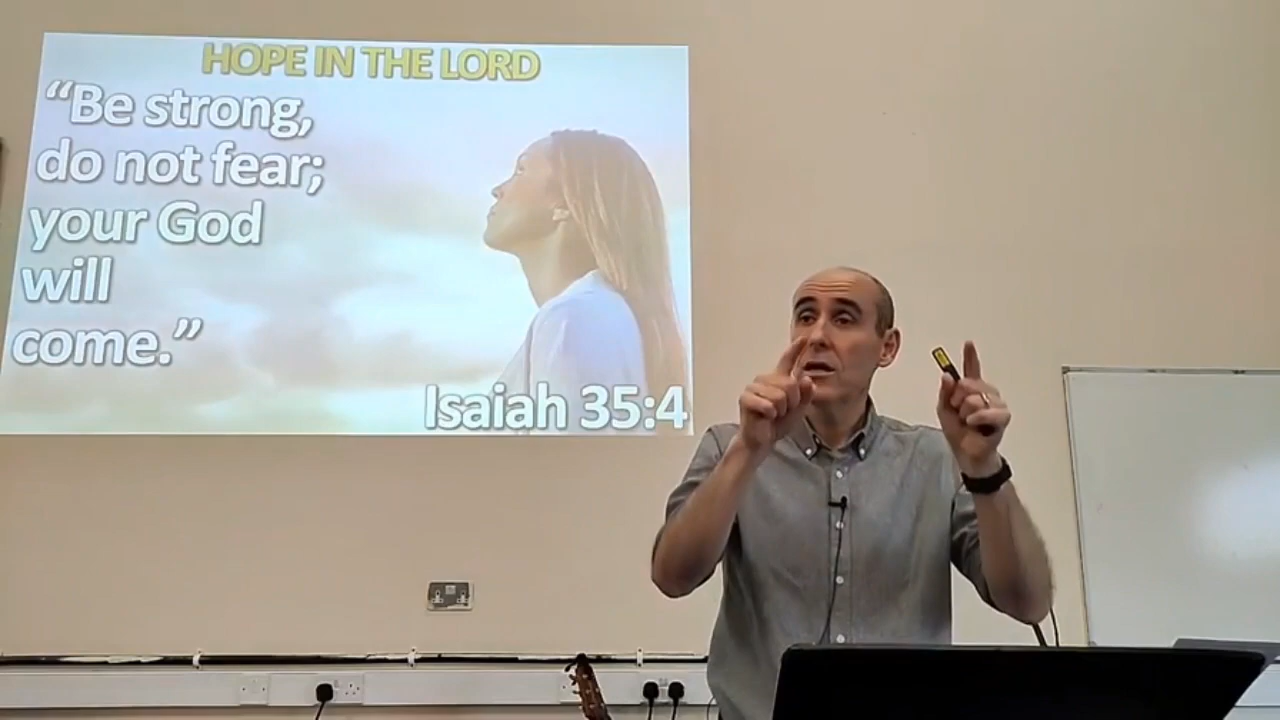 HOPE IN THE LORD
“Be strong,
do not fear;
your God
will
come.”
Isaiah 35:4